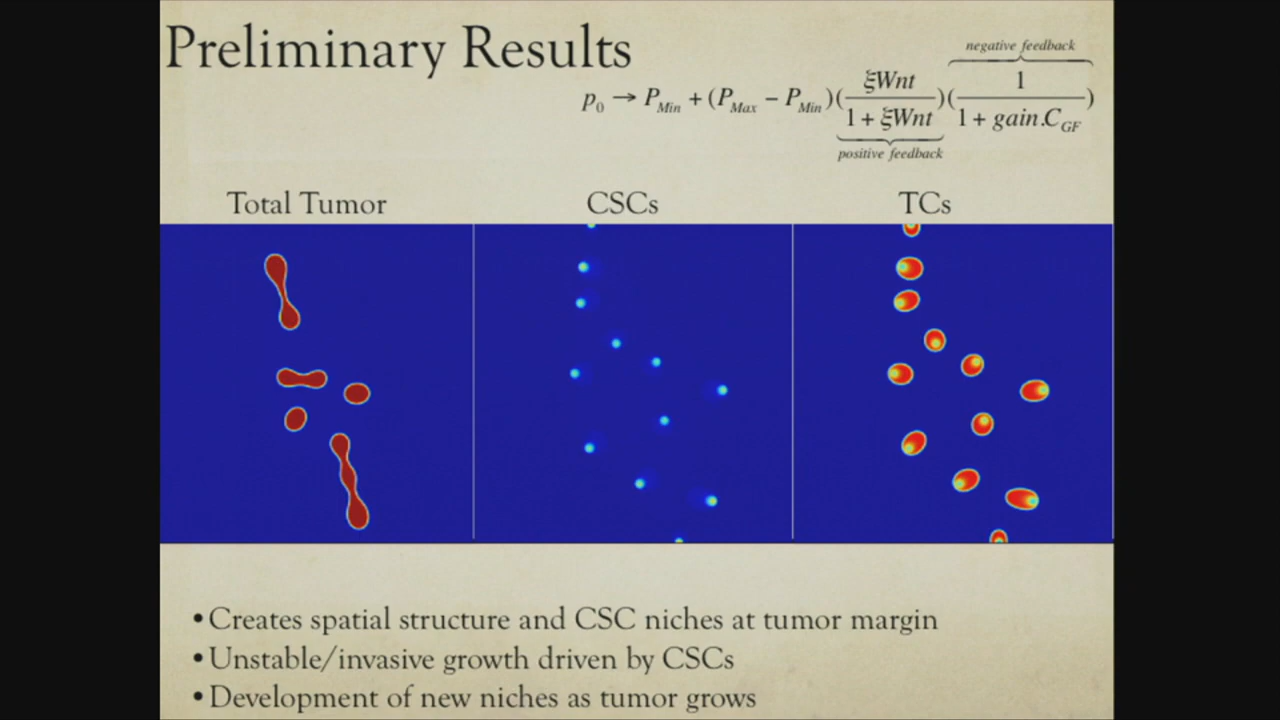 Preliminary Results
negative feedback
p₀ → P_Min + (P_Max − P_Min)(ξWnt / 1 + ξWnt)(1 / 1 + gain.C_GF)
positive feedback
Total Tumor CSCs TCs
• Creates spatial structure and CSC niches at tumor margin
• Unstable/invasive growth driven by CSCs
• Development of new niches as tumor grows